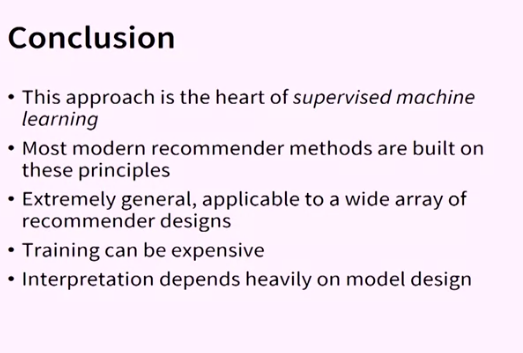 Conclusion
• This approach is the heart of supervised machine
learning
• Most modern recommender methods are built on
these principles
• Extremely general, applicable to a wide array of
recommender designs
• Training can be expensive
• Interpretation depends heavily on model design